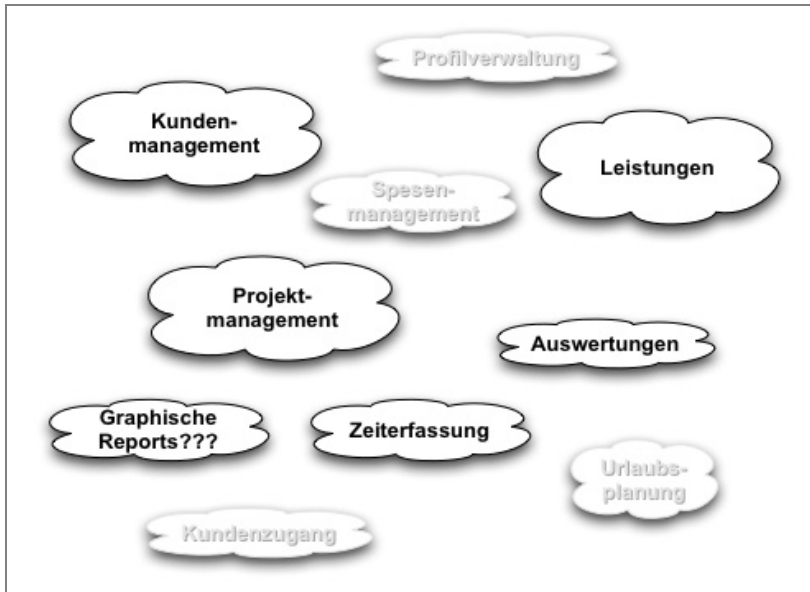 Profilverwaltung
Kunden-
management
Leistungen
Spesen-
management
Projekt-
management
Auswertungen
Graphische
Reports???
Zeiterfassung
Urlaubs-
planung
Kundenzugang